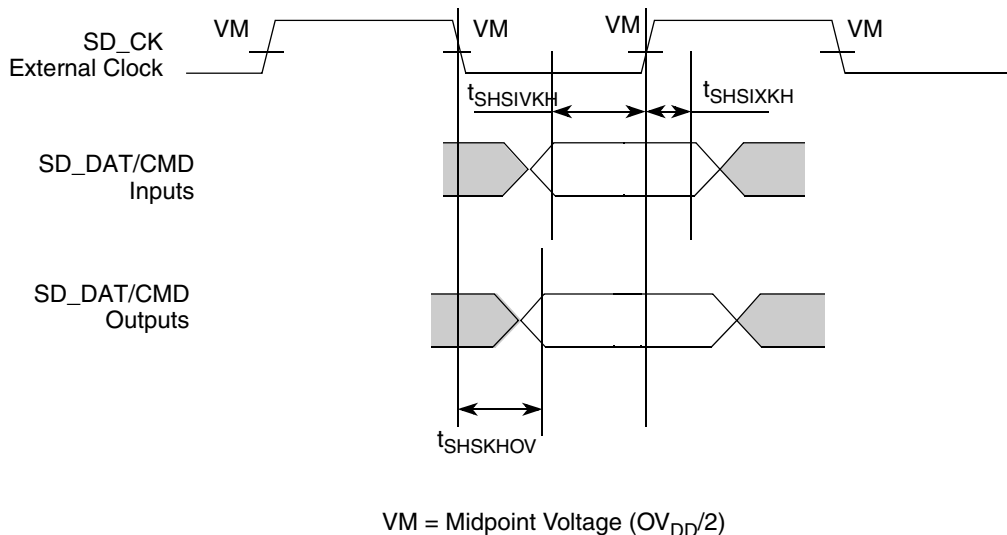 VM VM VM VM
SD_CK
External Clock
tSHSIVKH tSHSIXKH
SD_DAT/CMD
Inputs
SD_DAT/CMD
Outputs
tSHSKHOV
VM = Midpoint Voltage (OVDD/2)